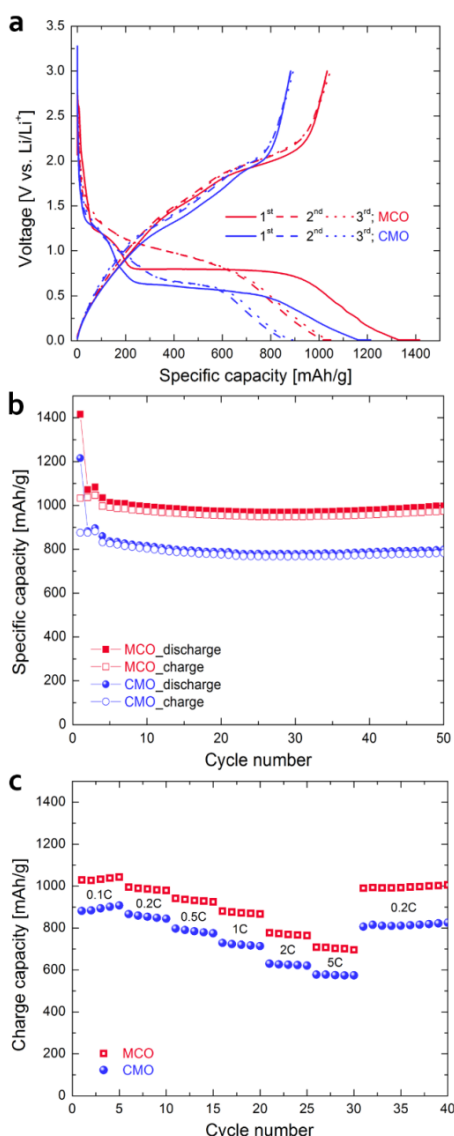 a
3.5
3.0
2.5
2.0
1.5
1.0
0.5
0.0
Voltage [V vs. Li/Li⁺]
1ˢᵗ 2ⁿᵈ 3ʳᵈ; MCO
1ˢᵗ 2ⁿᵈ 3ʳᵈ; CMO
0 200 400 600 800 1000 1200 1400
Specific capacity [mAh/g]
b
1400
1200
1000
800
600
400
200
0
Specific capacity [mAh/g]
MCO_discharge
MCO_charge
CMO_discharge
CMO_charge
0 10 20 30 40 50
Cycle number
c
1400
1200
1000
800
600
400
200
0
Charge capacity [mAh/g]
0.1C
0.2C
0.5C
1C
2C
5C
0.2C
MCO
CMO
0 5 10 15 20 25 30 35 40
Cycle number